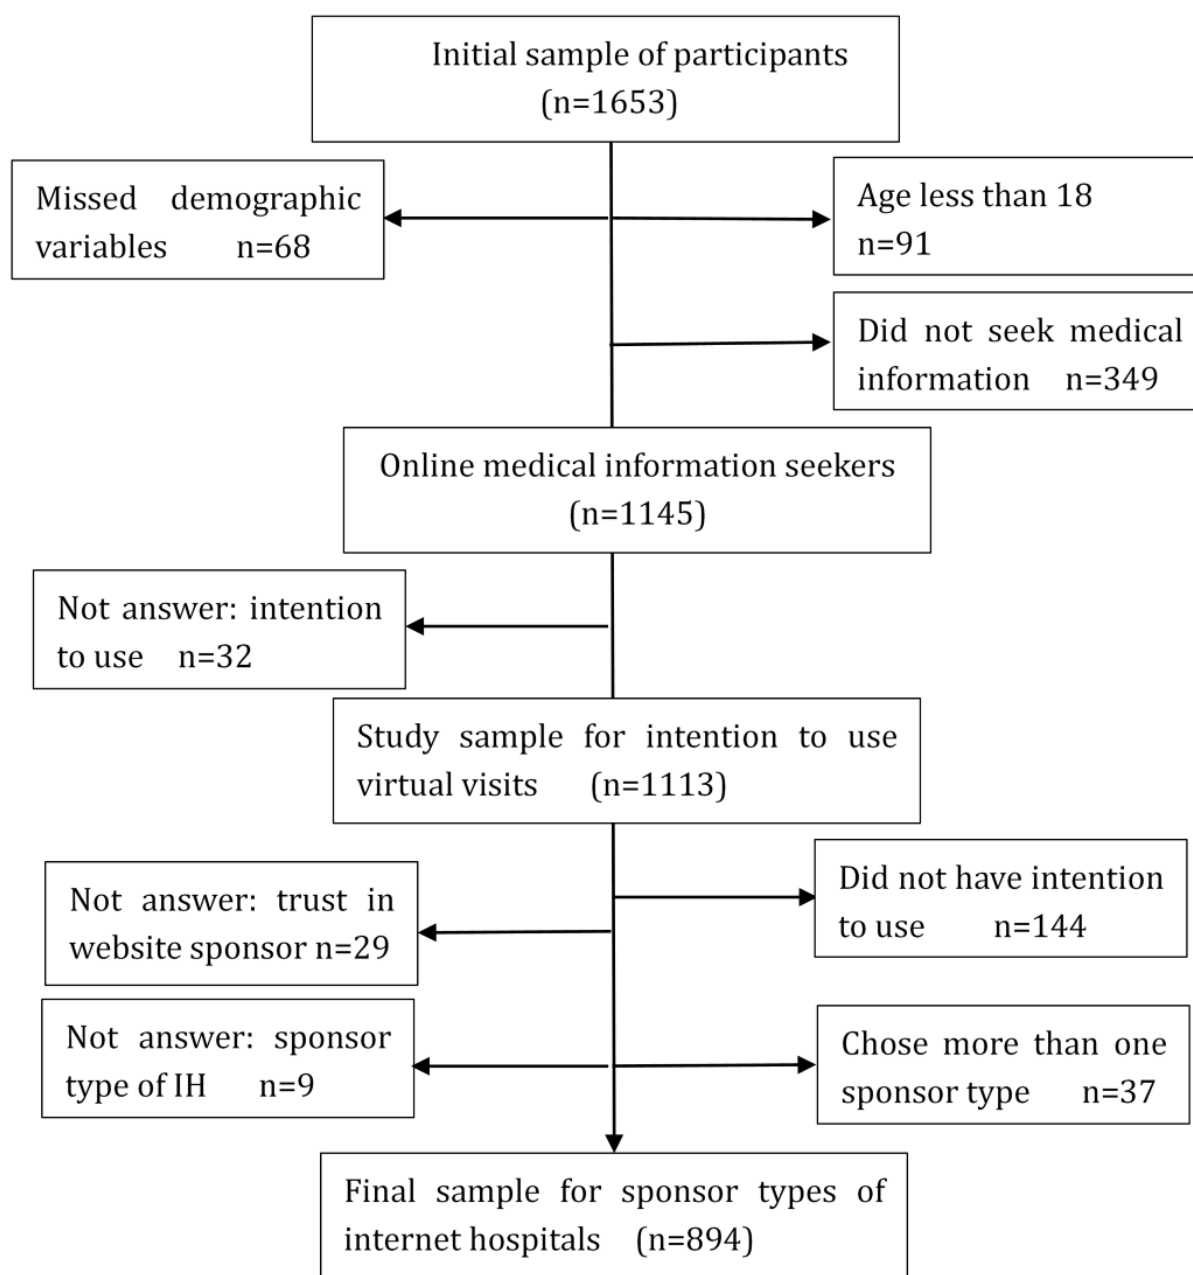 Initial sample of participants
(n=1653)
Missed demographic
variables n=68
Age less than 18
n=91
Did not seek medical
information n=349
Online medical information seekers
(n=1145)
Not answer: intention
to use n=32
Study sample for intention to use
virtual visits (n=1113)
Not answer: trust in
website sponsor n=29
Did not have intention
to use n=144
Not answer: sponsor
type of IH n=9
Chose more than one
sponsor type n=37
Final sample for sponsor types of
internet hospitals (n=894)